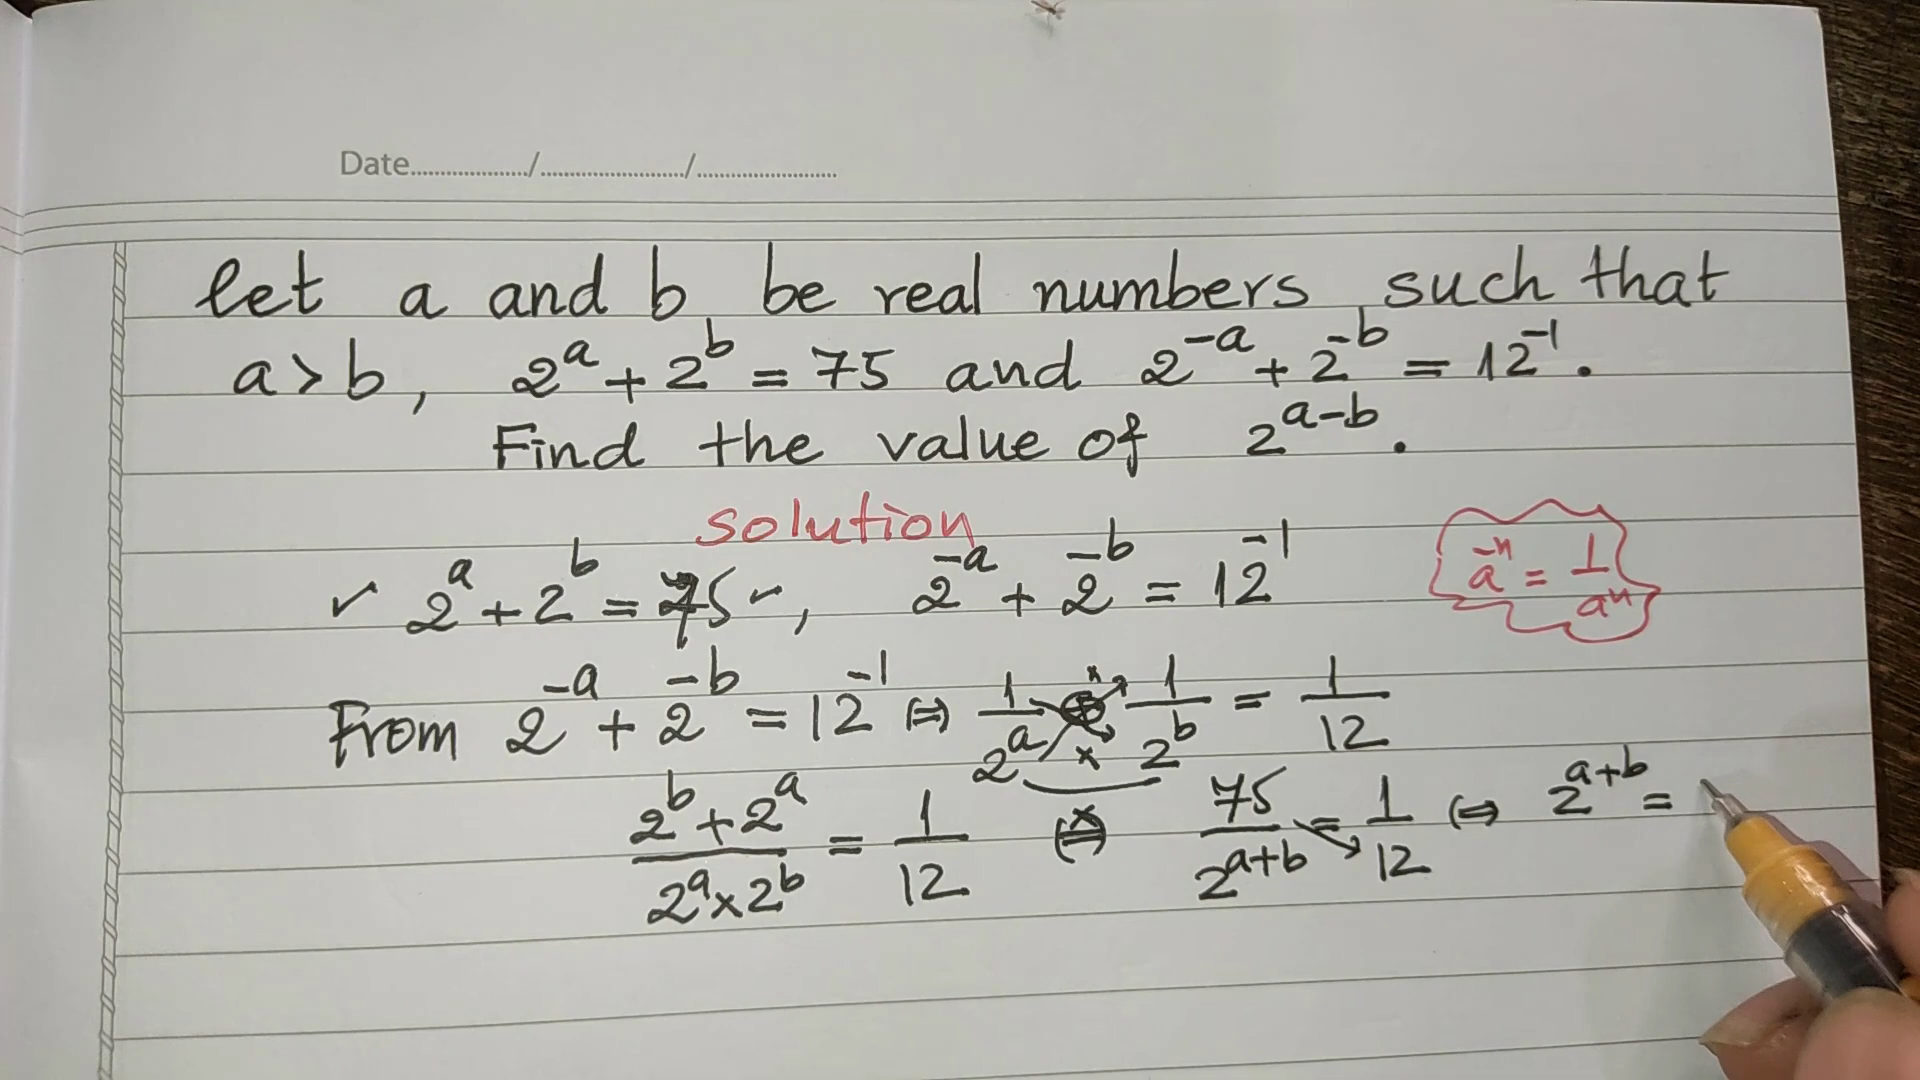 Date................/................../..................
let a and b be real numbers such that
a>b, 2^a + 2^b = 75 and 2^-a + 2^-b = 12^-1.
Find the value of 2^a-b.
solution
✓ 2^a + 2^b = 75 ✓, 2^-a + 2^-b = 12^-1
a^-n = 1/a^n
From 2^-a + 2^-b = 12^-1 ⇔ 1/2^a + 1/2^b = 1/12
(2^b + 2^a)/(2^a × 2^b) = 1/12 ⇔ 75/2^a+b = 1/12 ⇔ 2^a+b =